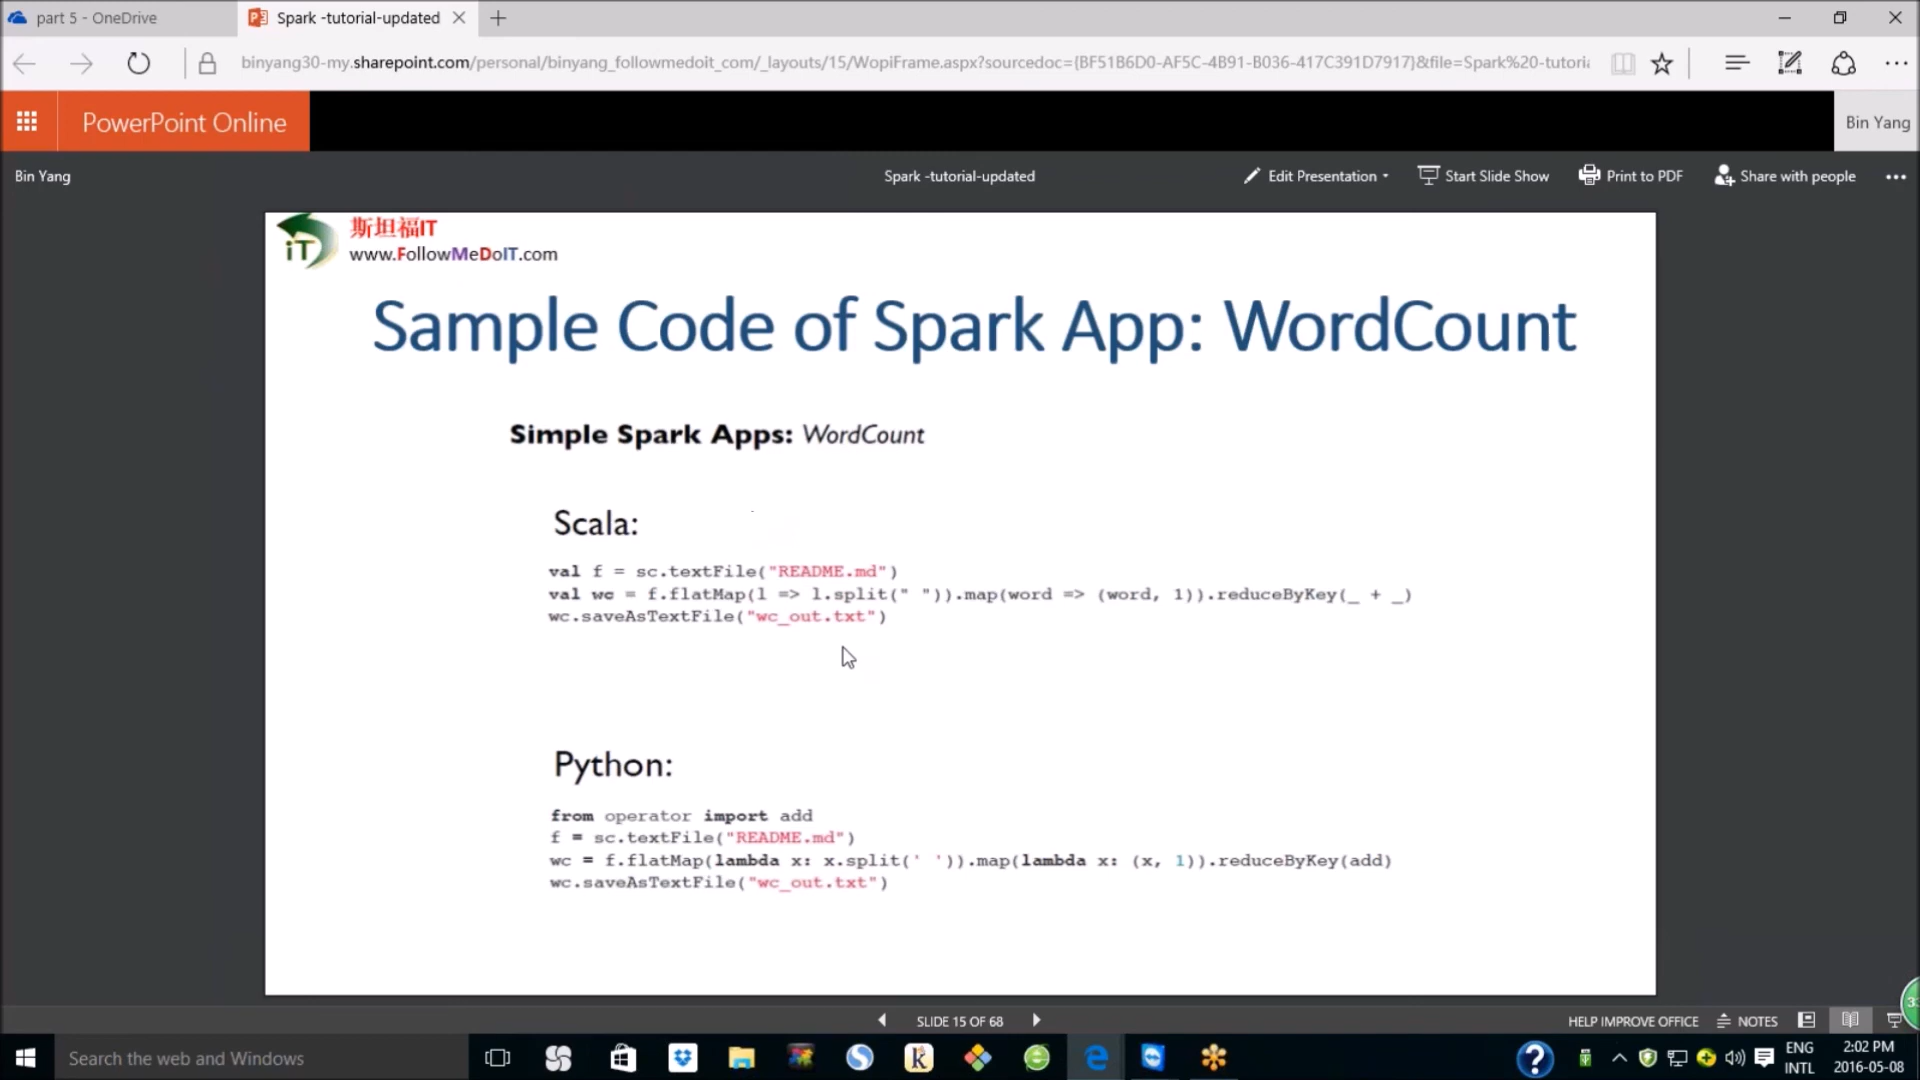 part 5 - OneDrive
Spark -tutorial-updated
binyang30-my.sharepoint.com/personal/binyang_followmedoit_com/_layouts/15/WopiFrame.aspx?sourcedoc={BF51B6D0-AF5C-4B91-B036-417C391D7917}&file=Spark%20-tutoria
PowerPoint Online
Bin Yang
Bin Yang
Spark -tutorial-updated
Edit Presentation
Start Slide Show
Print to PDF
Share with people
iT
斯坦福IT
www.FollowMeDoIT.com
Sample Code of Spark App: WordCount
Simple Spark Apps: WordCount
Scala:
val f = sc.textFile("README.md")
val wc = f.flatMap(l => l.split(" ")).map(word => (word, 1)).reduceByKey(_ + _)
wc.saveAsTextFile("wc_out.txt")
Python:
from operator import add
f = sc.textFile("README.md")
wc = f.flatMap(lambda x: x.split(' ')).map(lambda x: (x, 1)).reduceByKey(add)
wc.saveAsTextFile("wc_out.txt")
SLIDE 15 OF 68
HELP IMPROVE OFFICE
NOTES
Search the web and Windows
ENG
INTL
2:02 PM
2016-05-08